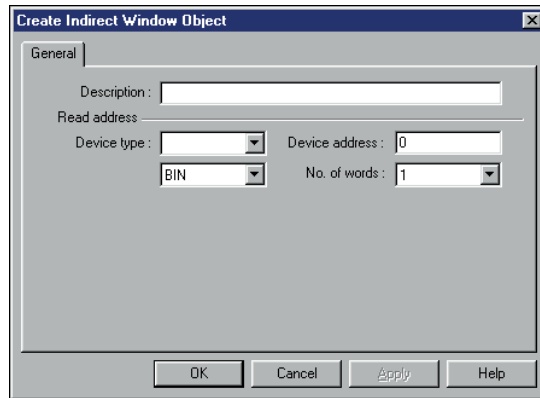 Create Indirect Window Object
General
Description :
Read address
Device type : Device address : 0
BIN No. of words : 1
OK Cancel Apply Help